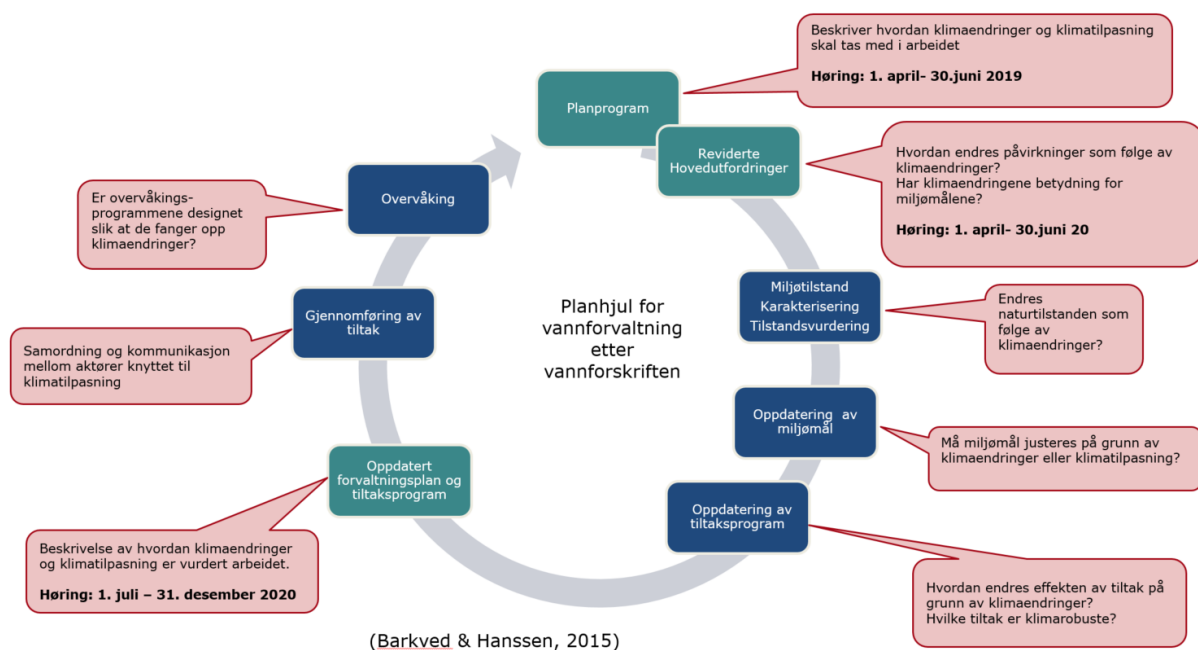 Beskriver hvordan klimaendringer og klimatilpasning
skal tas med i arbeidet
Høring: 1. april- 30.juni 2019
Planprogram
Reviderte
Hovedutfordringer
Hvordan endres påvirkninger som følge av
klimaendringer?
Har klimaendringene betydning for
miljømålene?
Høring: 1. april- 30.juni 20
Miljøtilstand
Karakterisering
Tilstandsvurdering
Endres
naturtilstanden som
følge av
klimaendringer?
Oppdatering av
miljømål
Må miljømål justeres på grunn av
klimaendringer eller klimatilpasning?
Oppdatering av
tiltaksprogram
Hvordan endres effekten av tiltak på
grunn av klimaendringer?
Hvilke tiltak er klimarobuste?
Oppdatert
forvaltningsplan og
tiltaksprogram
Beskrivelse av hvordan klimaendringer
og klimatilpasning er vurdert arbeidet.
Høring: 1. juli – 31. desember 2020
Gjennomføring av
tiltak
Samordning og kommunikasjon
mellom aktører knyttet til
klimatilpasning
Overvåking
Er overvåkings-
programmene designet
slik at de fanger opp
klimaendringer?
Planhjul for
vannforvaltning
etter
vannforskriften
(Barkved & Hanssen, 2015)